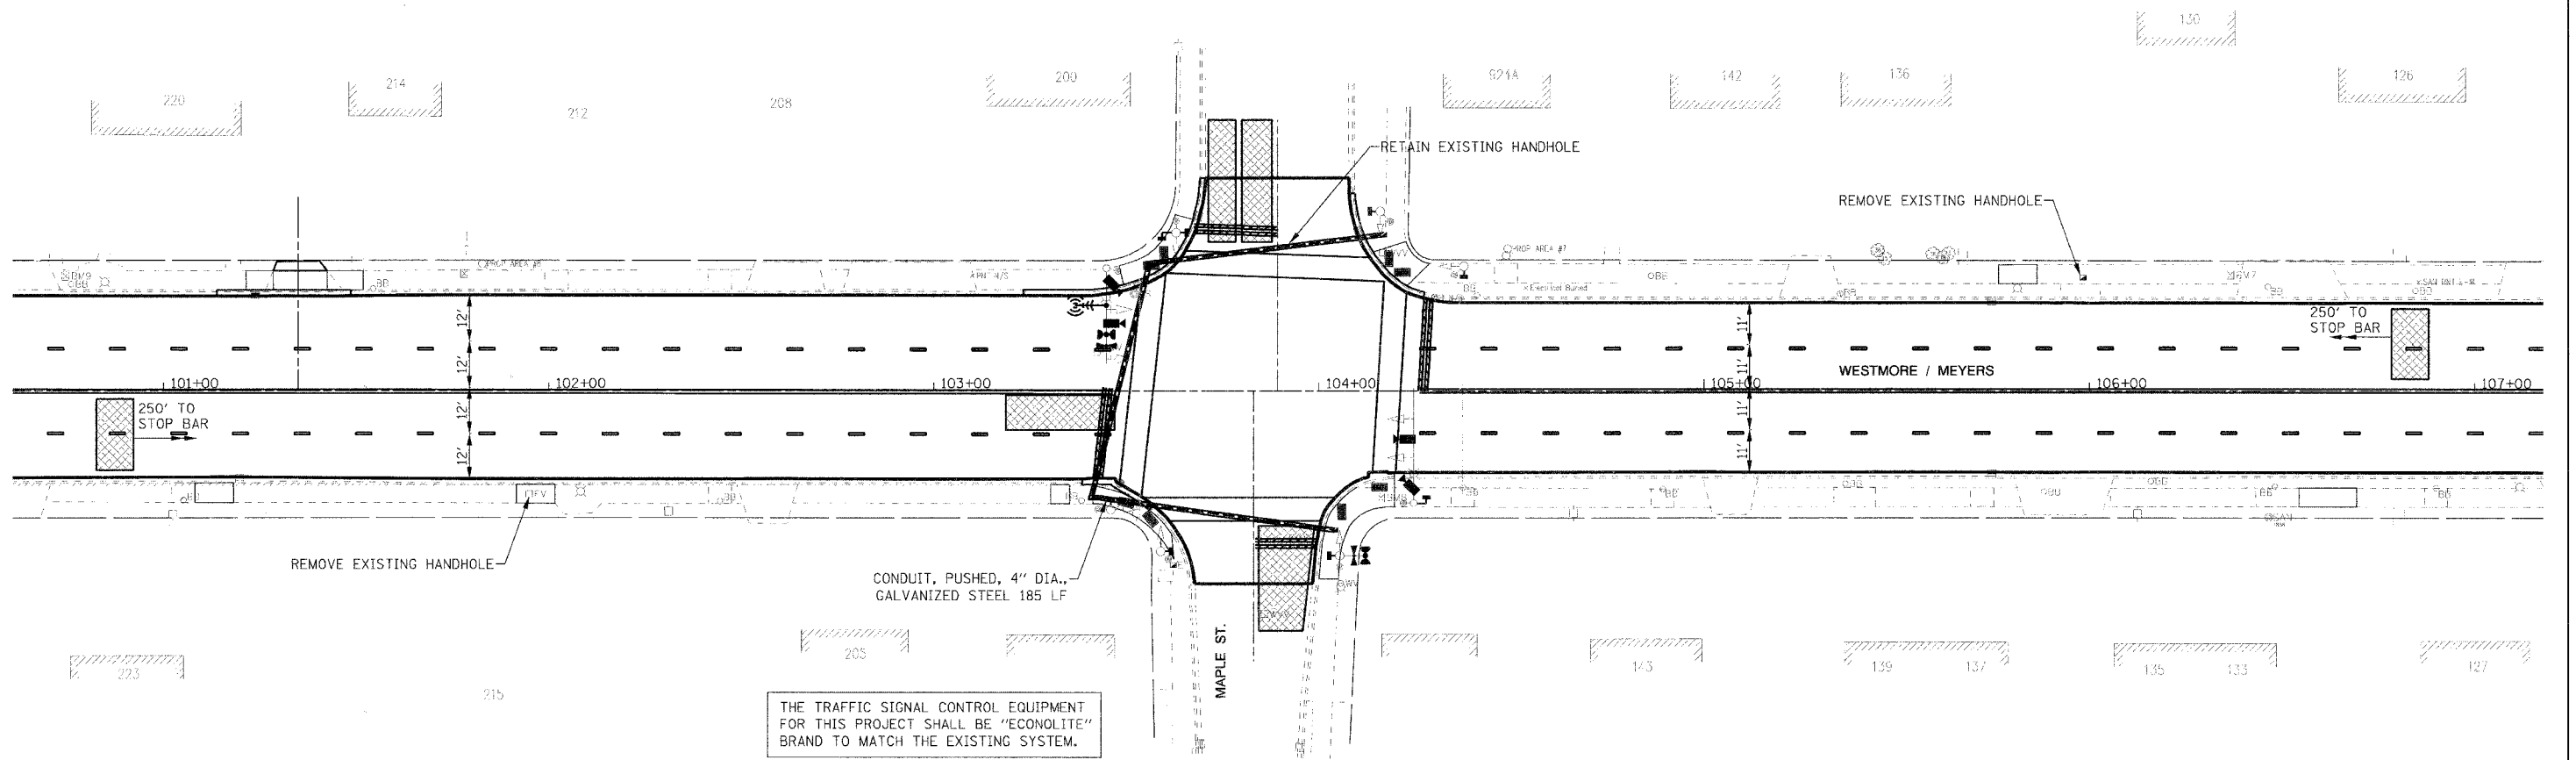 130
220
214
212
208
200
921A
142
136
126
RETAIN EXISTING HANDHOLE
REMOVE EXISTING HANDHOLE
PROP AREA #7
12'
12'
11'
11'
250' TO
STOP BAR
101+00
102+00
103+00
104+00
105+00
WESTMORE / MEYERS
106+00
107+00
250' TO
STOP BAR
12'
12'
11'
11'
REMOVE EXISTING HANDHOLE
CONDUIT, PUSHED, 4" DIA.,
GALVANIZED STEEL 185 LF
MAPLE ST.
223
215
205
143
139
137
135
133
127
THE TRAFFIC SIGNAL CONTROL EQUIPMENT
FOR THIS PROJECT SHALL BE "ECONOLITE"
BRAND TO MATCH THE EXISTING SYSTEM.